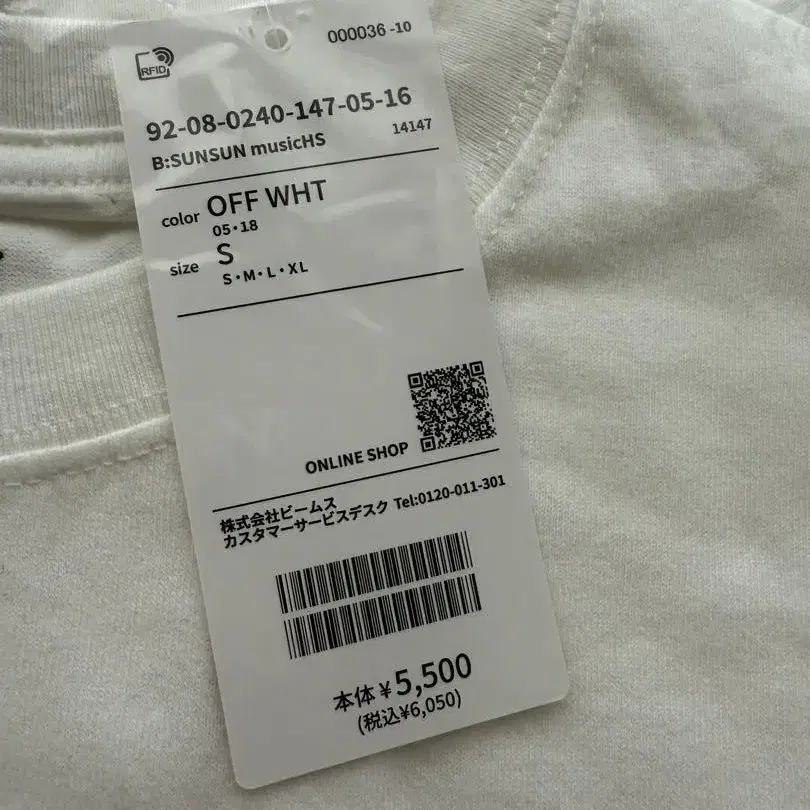 000036 -10
RFID
92-08-0240-147-05-16
B:SUNSUN musicHS 14147
color OFF WHT
05・18
size S
S・M・L・XL
ONLINE SHOP
株式会社ビームス
カスタマーサービスデスク Tel:0120-011-301
本体¥5,500
(税込¥6,050)